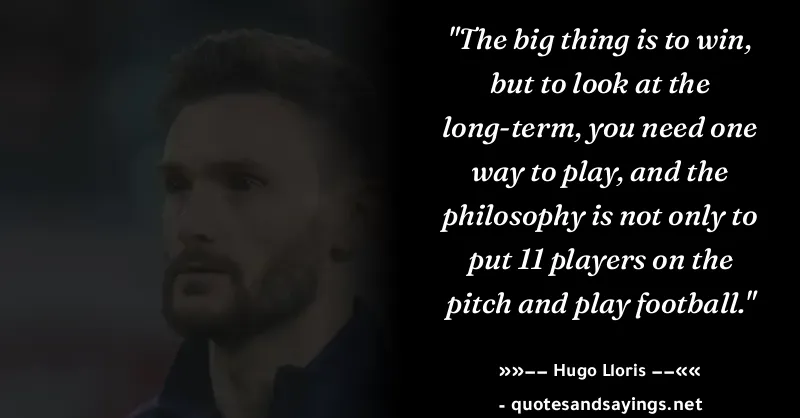 "The big thing is to win,
but to look at the
long-term, you need one
way to play, and the
philosophy is not only to
put 11 players on the
pitch and play football."
»»−− Hugo Lloris −−««
- quotesandsayings.net